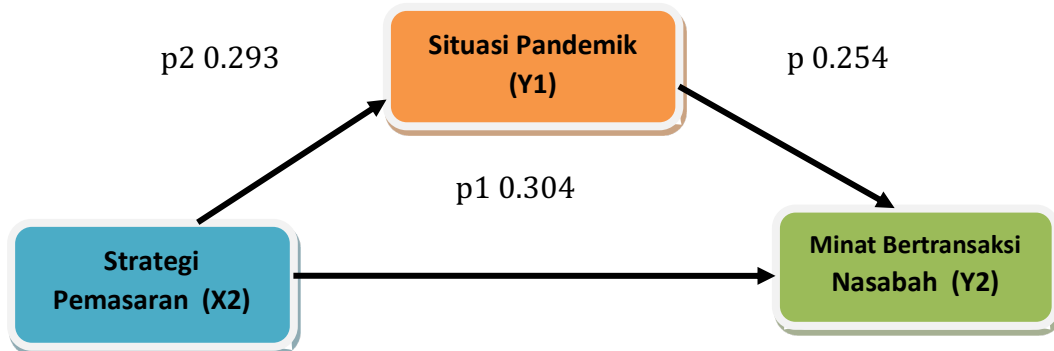 p2 0.293
Situasi Pandemik
(Y1)
p 0.254
p1 0.304
Strategi
Pemasaran (X2)
Minat Bertransaksi
Nasabah (Y2)